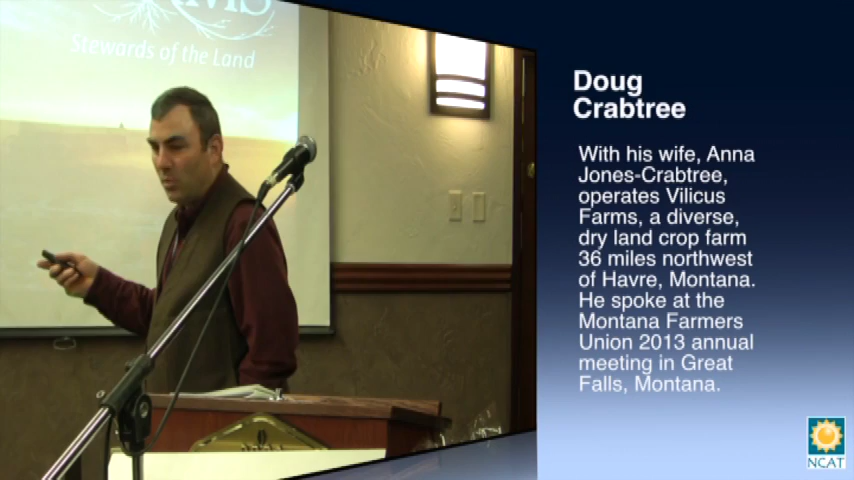 MS
Stewards of the Land
Doug
Crabtree
With his wife, Anna
Jones-Crabtree,
operates Vilicus
Farms, a diverse,
dry land crop farm
36 miles northwest
of Havre, Montana.
He spoke at the
Montana Farmers
Union 2013 annual
meeting in Great
Falls, Montana.
NCAT